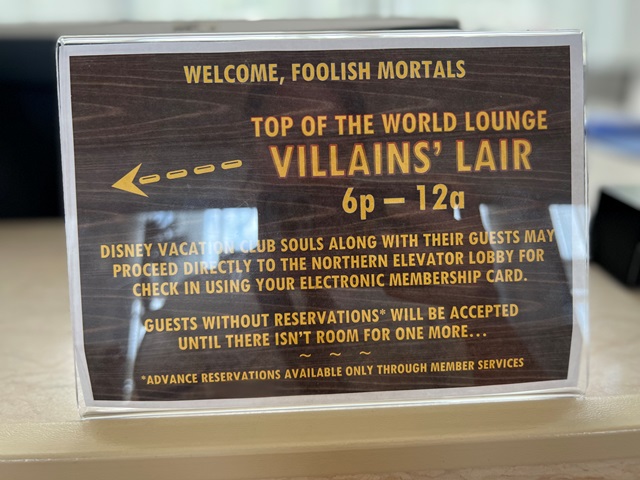 WELCOME, FOOLISH MORTALS
TOP OF THE WORLD LOUNGE
VILLAINS' LAIR
6p — 12a
DISNEY VACATION CLUB SOULS ALONG WITH THEIR GUESTS MAY
PROCEED DIRECTLY TO THE NORTHERN ELEVATOR LOBBY FOR
CHECK IN USING YOUR ELECTRONIC MEMBERSHIP CARD.
GUESTS WITHOUT RESERVATIONS* WILL BE ACCEPTED
UNTIL THERE ISN'T ROOM FOR ONE MORE...
~ ~ ~
*ADVANCE RESERVATIONS AVAILABLE ONLY THROUGH MEMBER SERVICES